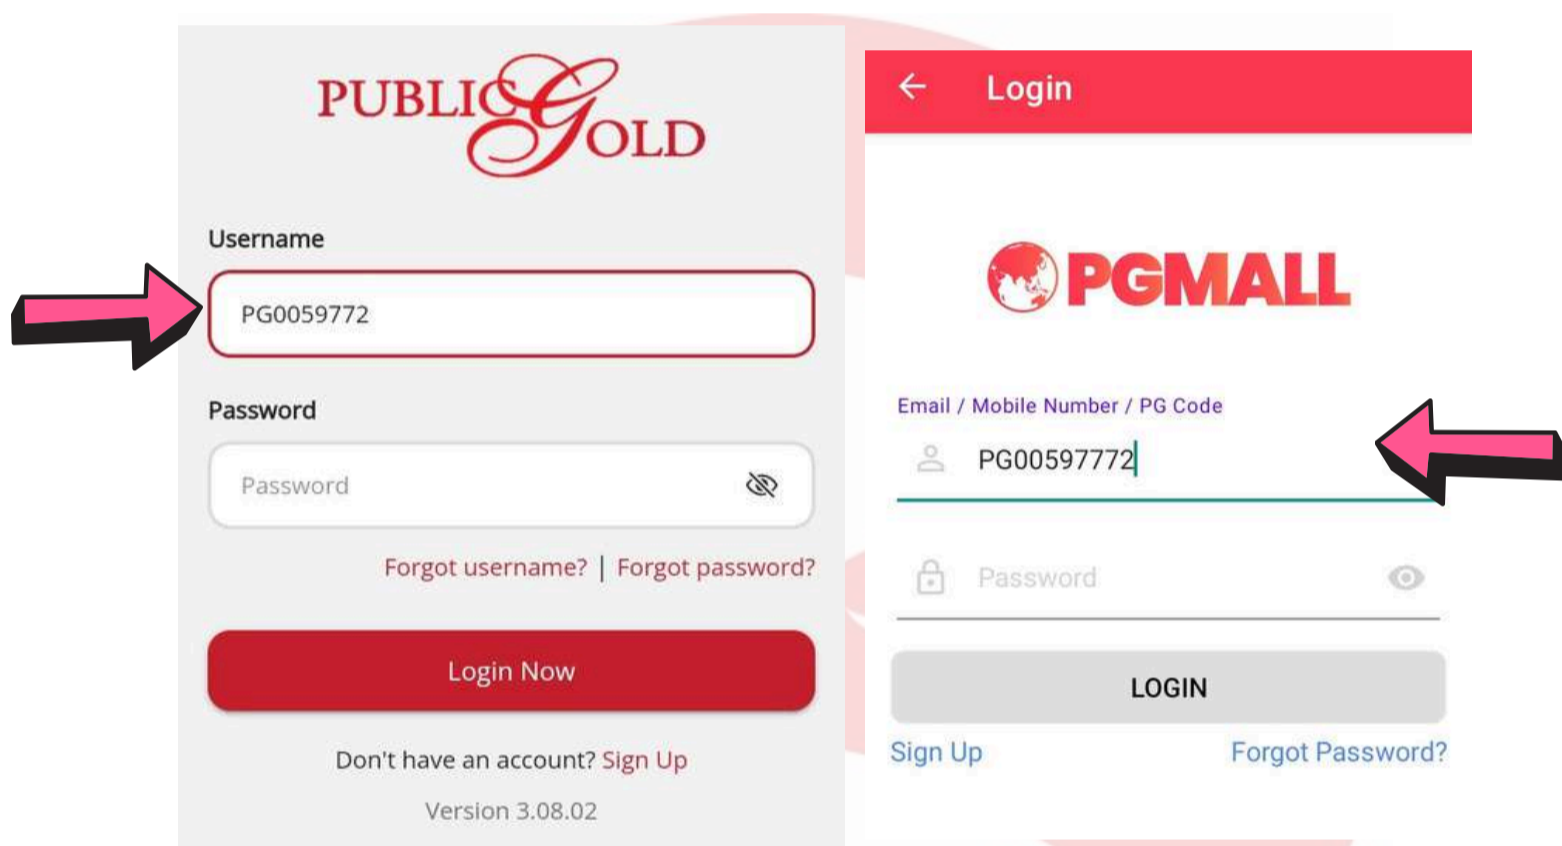 PUBLIC GOLD
Username
PG0059772
Password
Password
Forgot username? | Forgot password?
Login Now
Don't have an account? Sign Up
Version 3.08.02
Login
PGMALL
Email / Mobile Number / PG Code
PG00597772
Password
LOGIN
Sign Up
Forgot Password?